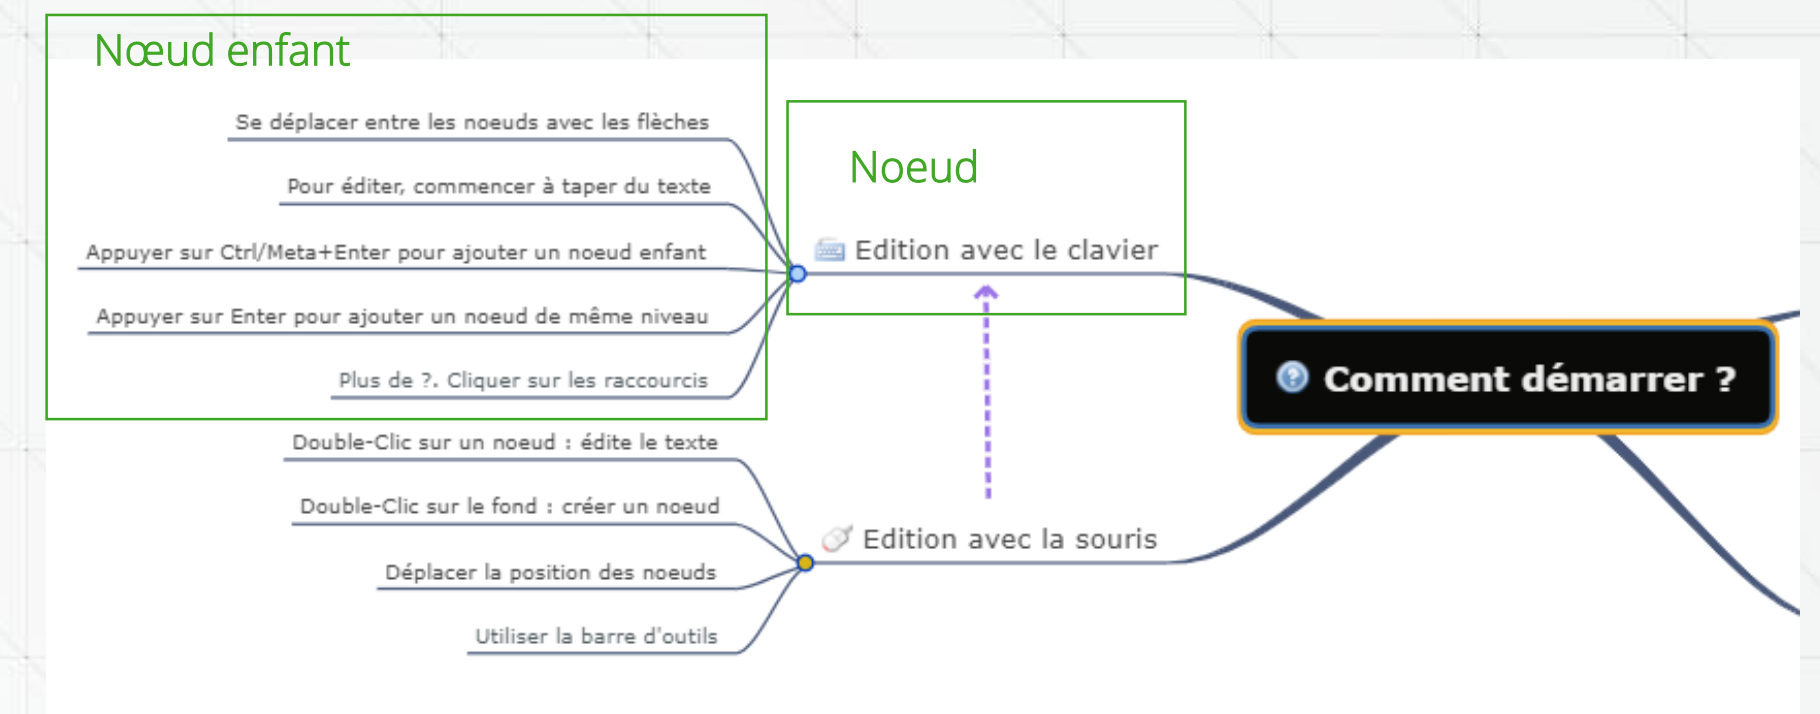 Nœud enfant
Se déplacer entre les noeuds avec les flèches
Pour éditer, commencer à taper du texte
Appuyer sur Ctrl/Meta+Enter pour ajouter un noeud enfant
Appuyer sur Enter pour ajouter un noeud de même niveau
Plus de ?. Cliquer sur les raccourcis
Noeud
Edition avec le clavier
Comment démarrer ?
Double-Clic sur un noeud : édite le texte
Double-Clic sur le fond : créer un noeud
Déplacer la position des noeuds
Utiliser la barre d'outils
Edition avec la souris